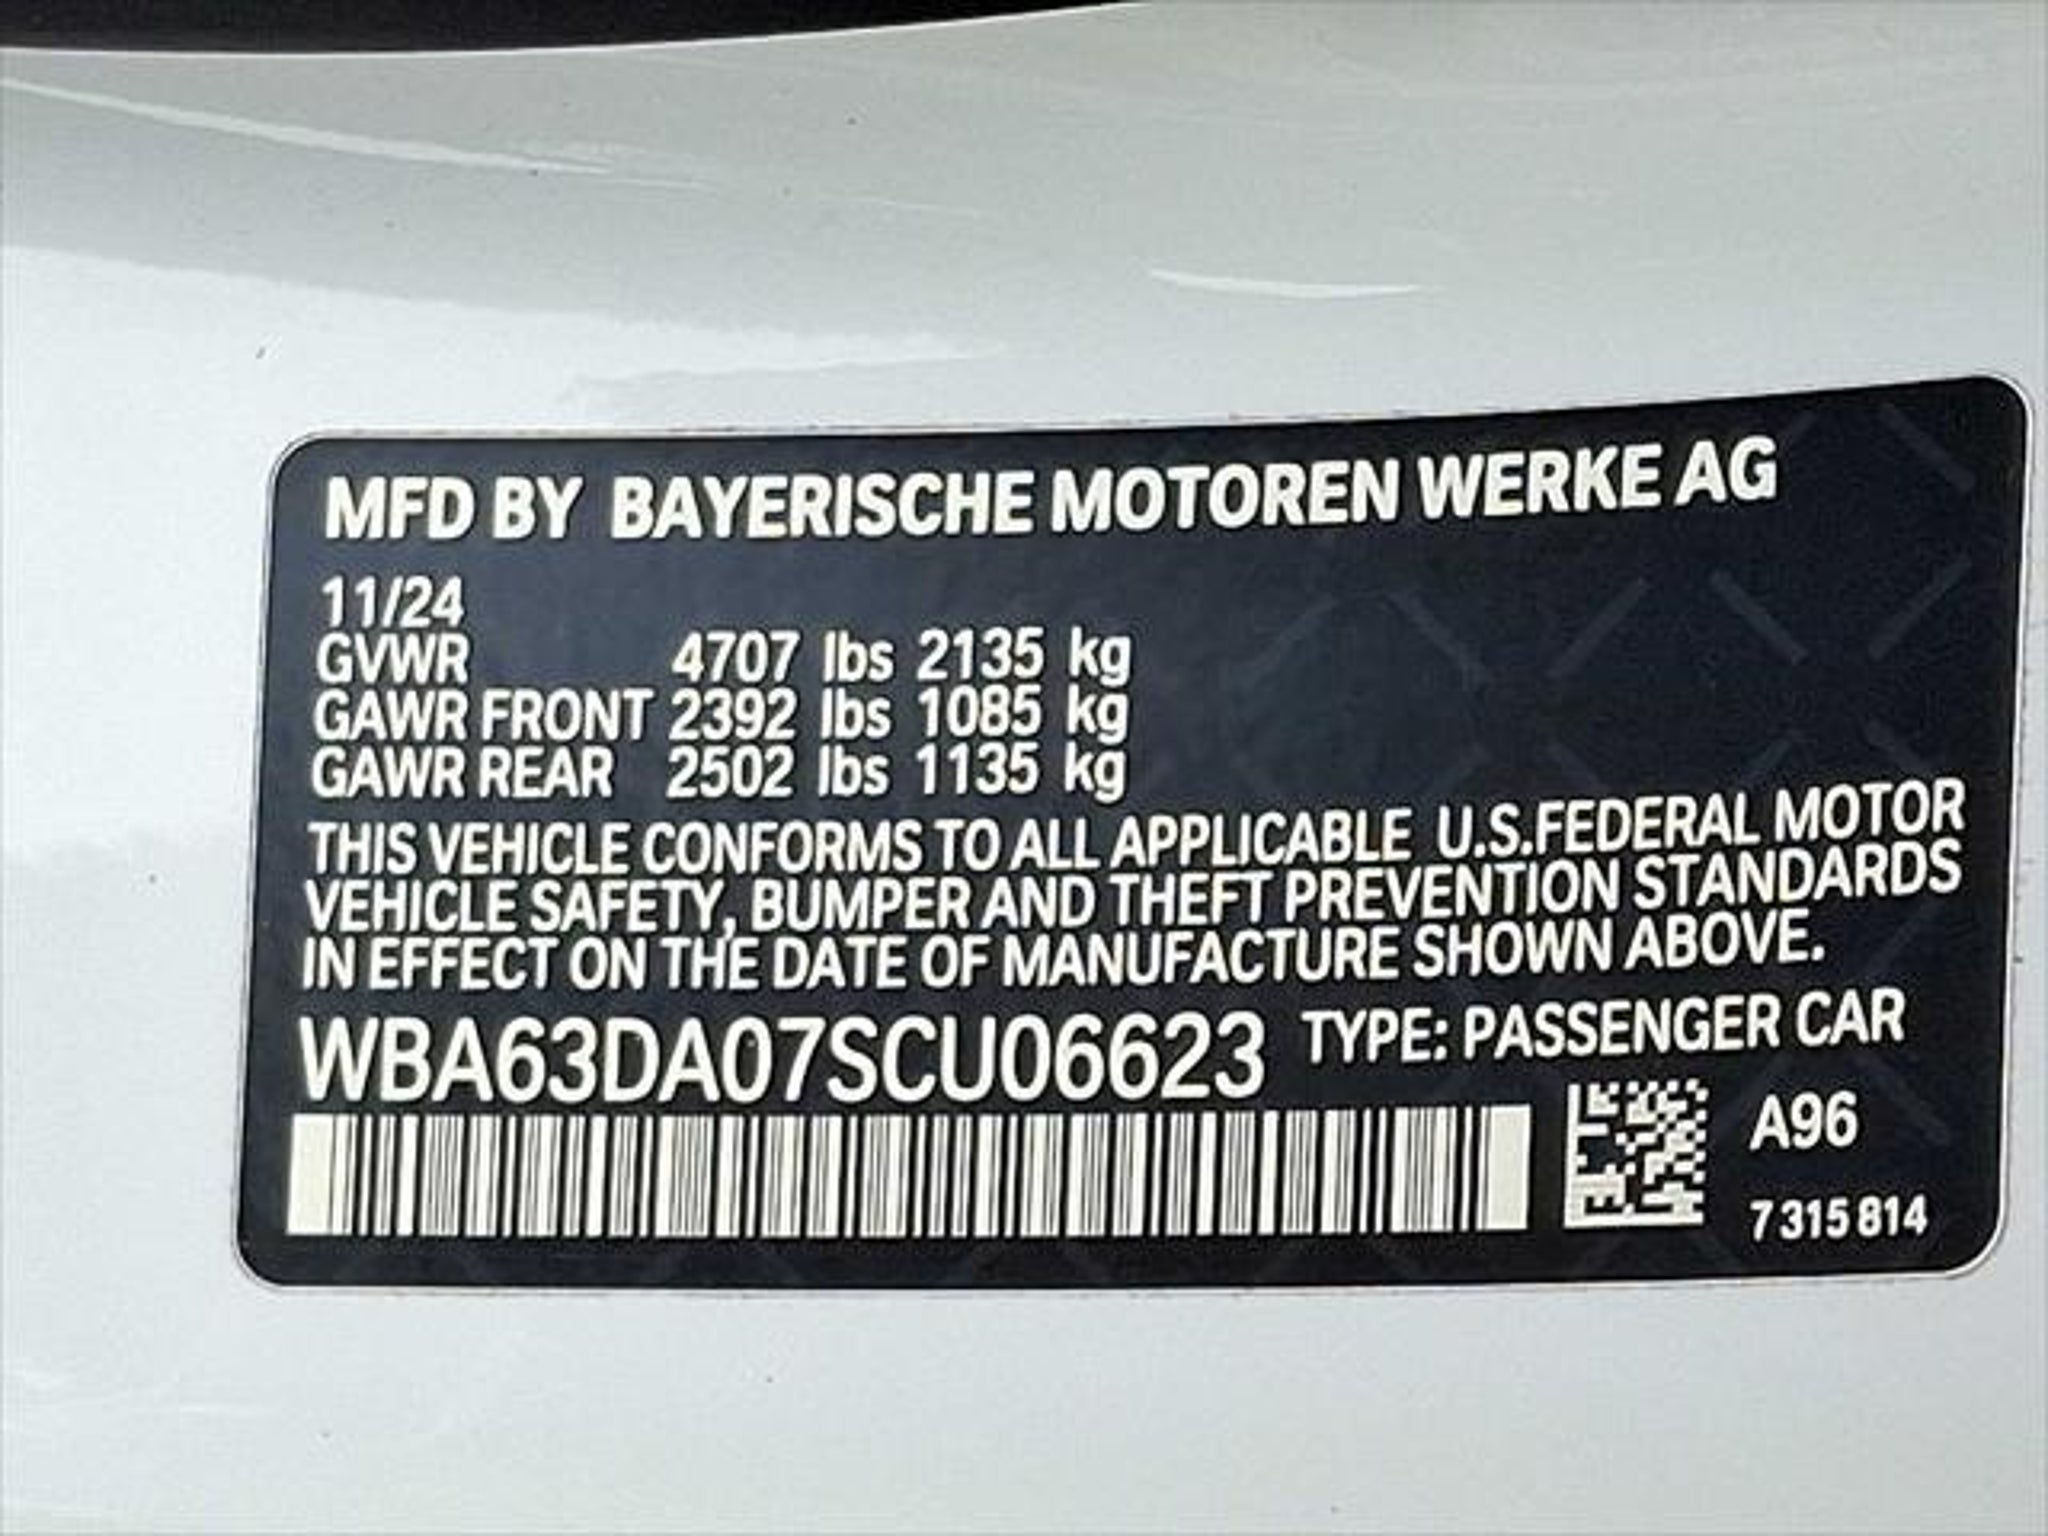 MFD BY BAYERISCHE MOTOREN WERKE AG
11/24
GVWR 4707 lbs 2135 kg
GAWR FRONT 2392 lbs 1085 kg
GAWR REAR 2502 lbs 1135 kg
THIS VEHICLE CONFORMS TO ALL APPLICABLE U.S.FEDERAL MOTOR
VEHICLE SAFETY, BUMPER AND THEFT PREVENTION STANDARDS
IN EFFECT ON THE DATE OF MANUFACTURE SHOWN ABOVE.
WBA63DA07SCU06623 TYPE: PASSENGER CAR
A96
7 315 814